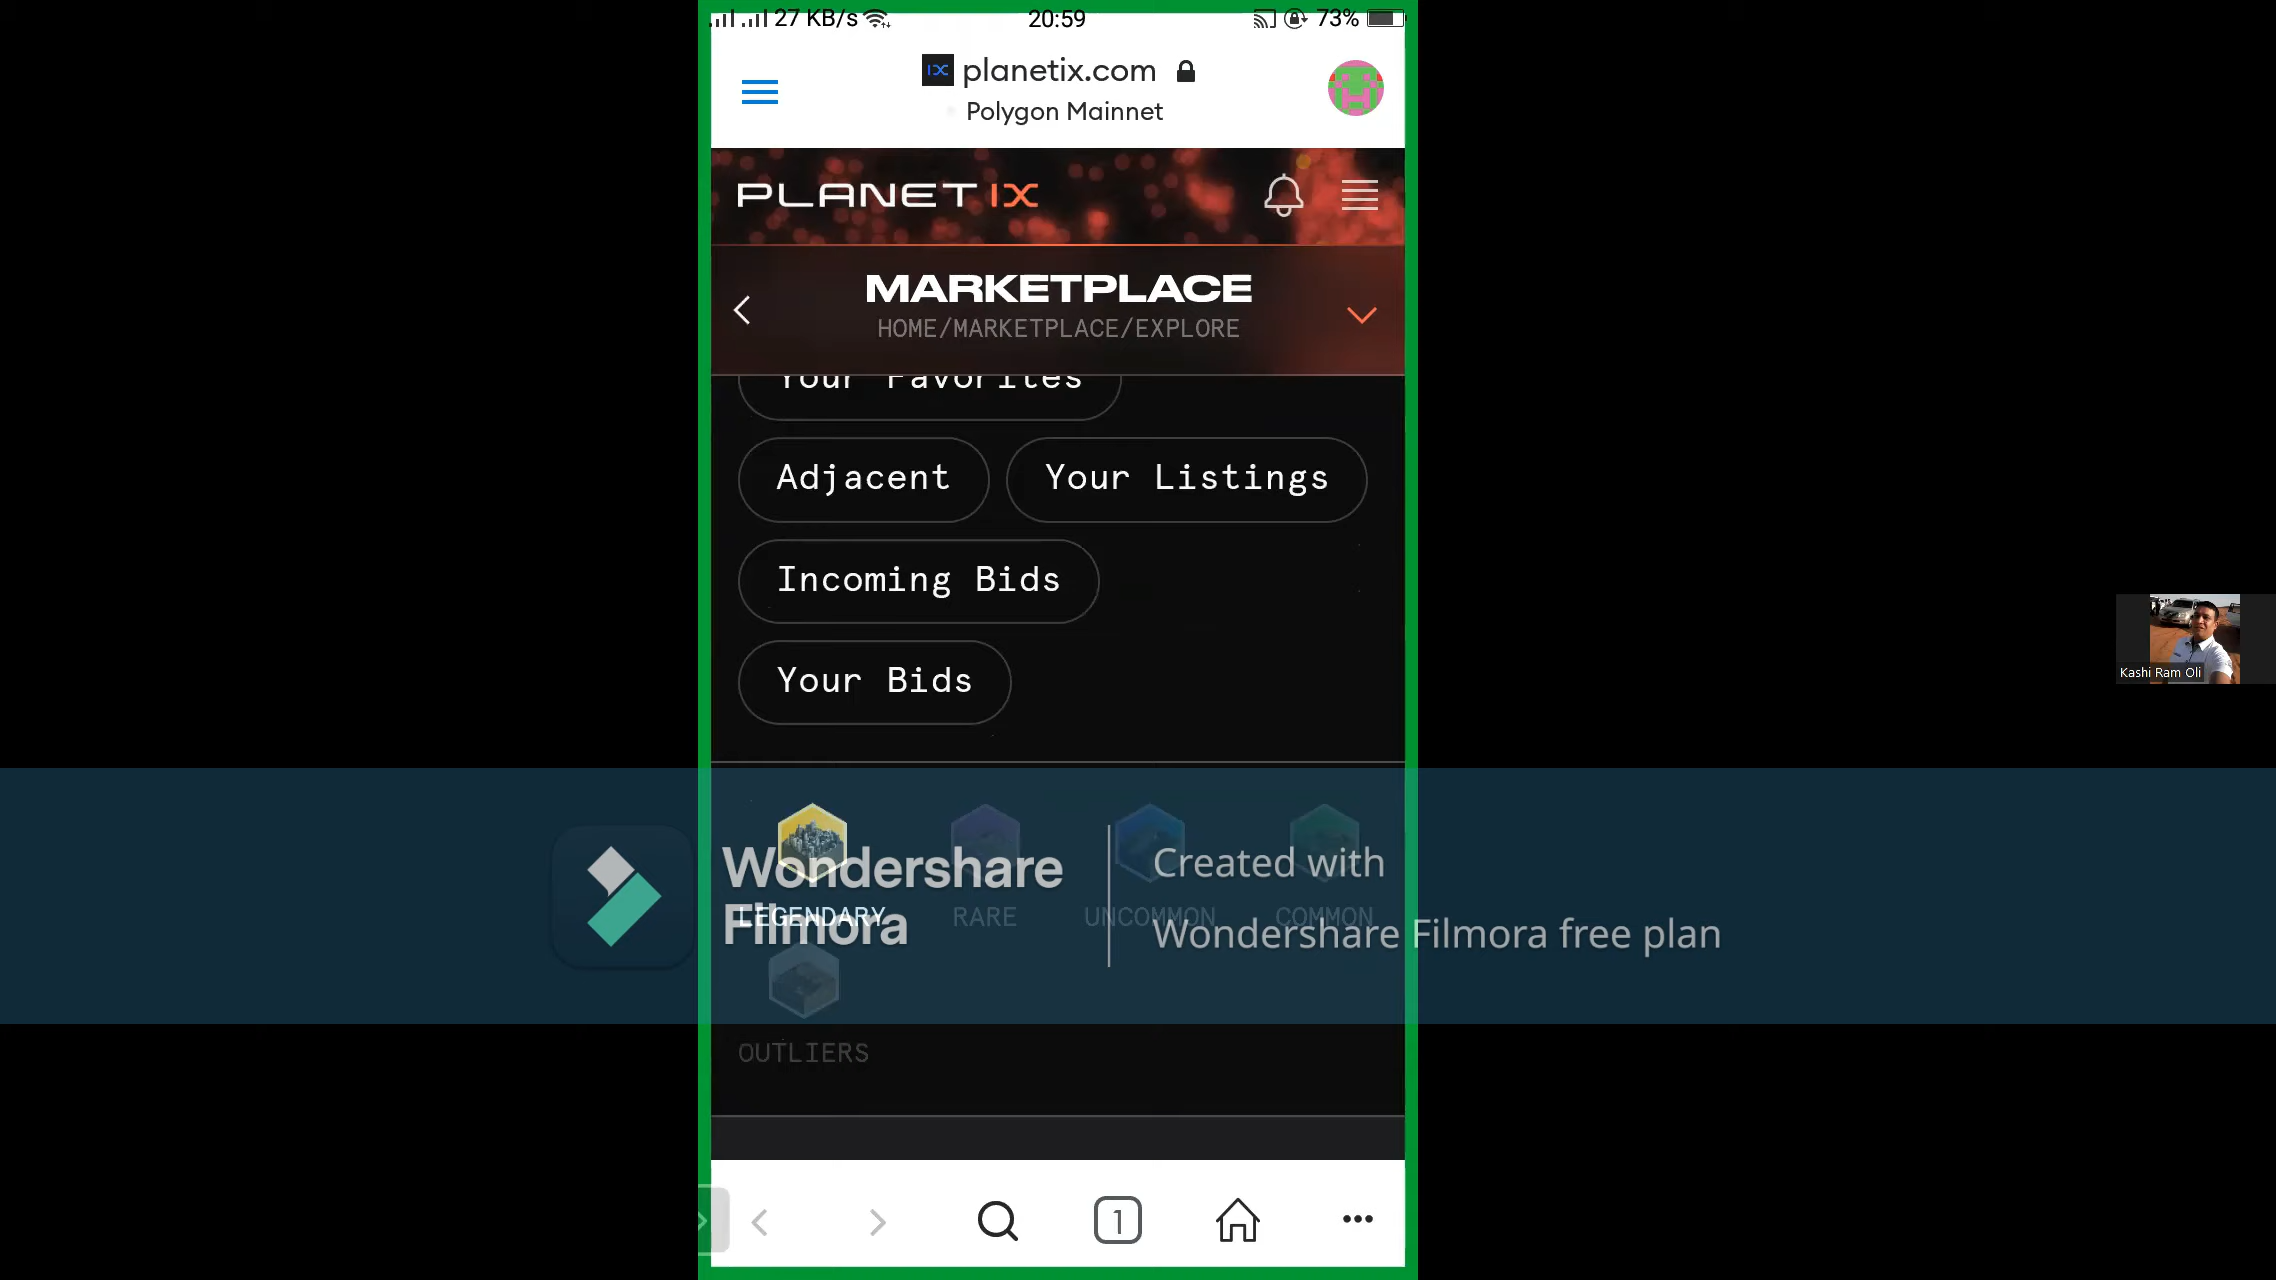 27 KB/s 20:59 73%
planetix.com
Polygon Mainnet
PLANET IX
MARKETPLACE
HOME/MARKETPLACE/EXPLORE
Your Favorites
Adjacent Your Listings
Incoming Bids
Your Bids
LEGENDARY RARE UNCOMMON COMMON
OUTLIERS
Wondershare
Filmora
Created with
Wondershare Filmora free plan
1
Kashi Ram Oli